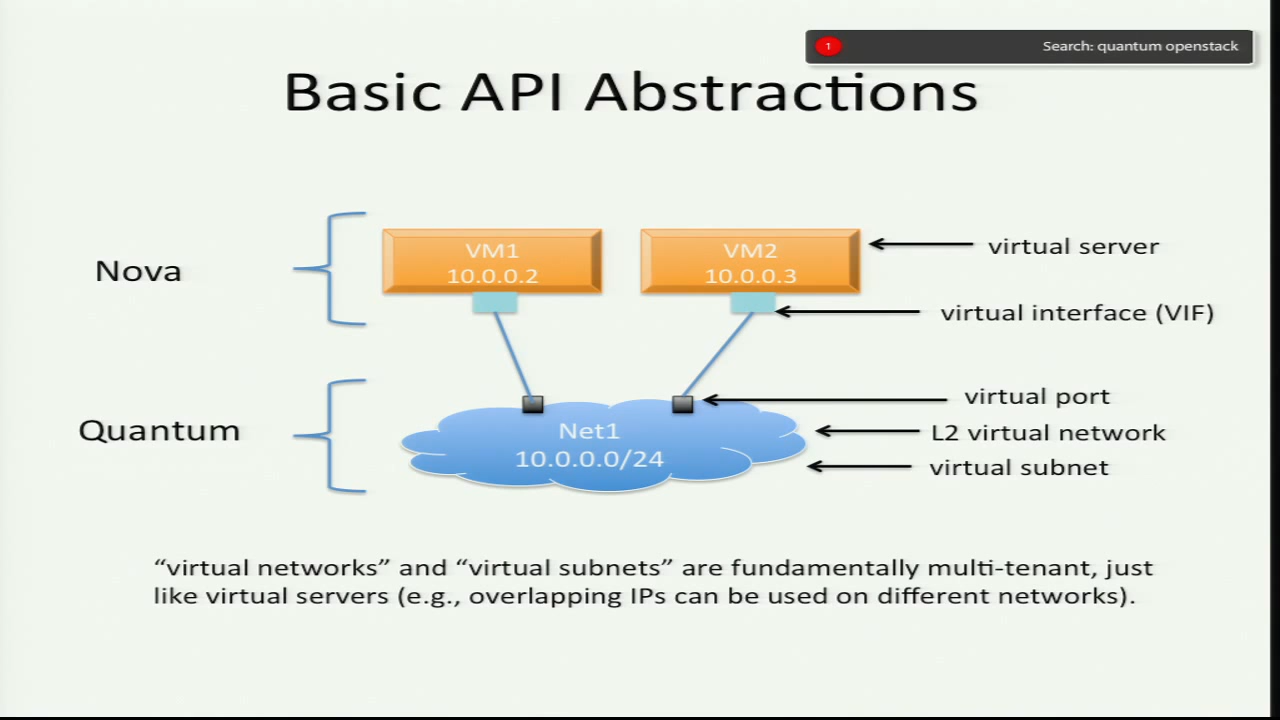 1
Search: quantum openstack
Basic API Abstractions
Nova
VM1
10.0.0.2
VM2
10.0.0.3
virtual server
virtual interface (VIF)
Quantum
Net1
10.0.0.0/24
virtual port
L2 virtual network
virtual subnet
“virtual networks” and “virtual subnets” are fundamentally multi-tenant, just
like virtual servers (e.g., overlapping IPs can be used on different networks).